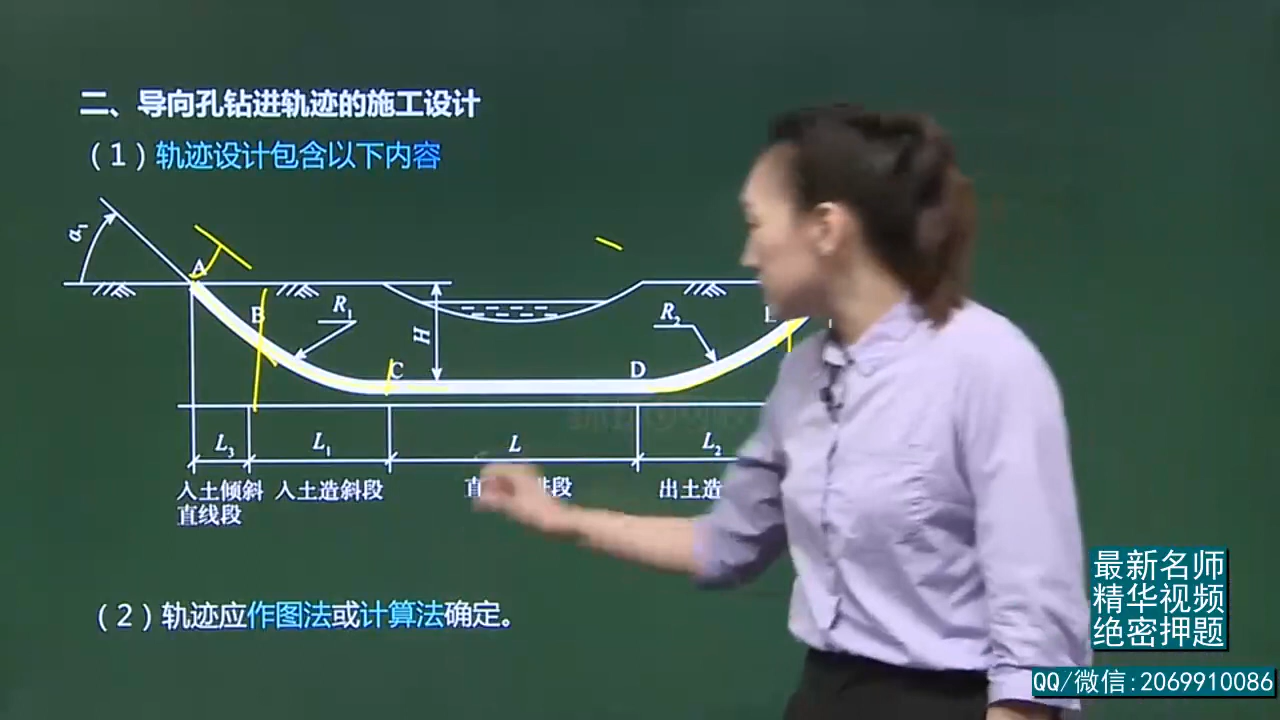 二、导向孔钻进轨迹的施工设计
（1）轨迹设计包含以下内容
α₁
A
B
R₁
H
R₂
E
C
D
L₃
L₁
L
L₂
入土倾斜
直线段
入土造斜段
直
段
出土造
（2）轨迹应作图法或计算法确定。
最新名师
精华视频
绝密押题
QQ/微信:2069910086